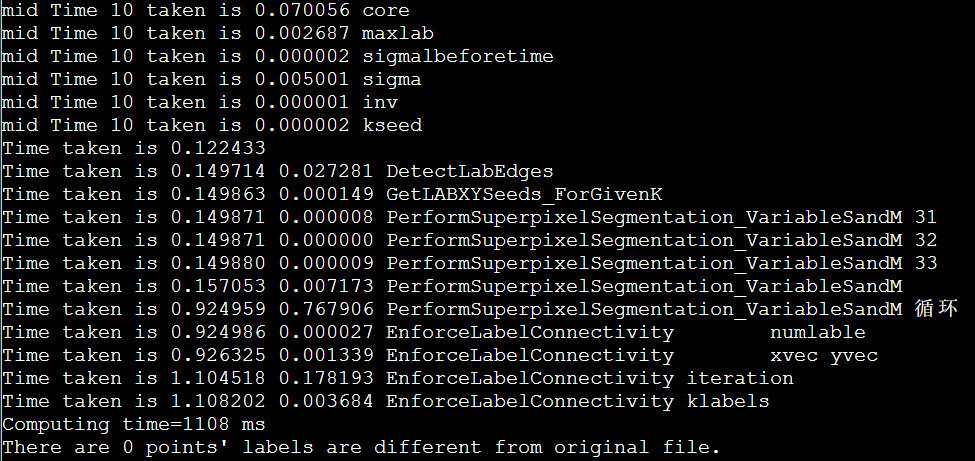 mid Time 10 taken is 0.070056 core
mid Time 10 taken is 0.002687 maxlab
mid Time 10 taken is 0.000002 sigmalbeforetime
mid Time 10 taken is 0.005001 sigma
mid Time 10 taken is 0.000001 inv
mid Time 10 taken is 0.000002 kseed
Time taken is 0.122433
Time taken is 0.149714 0.027281 DetectLabEdges
Time taken is 0.149863 0.000149 GetLABXYSeeds_ForGivenK
Time taken is 0.149871 0.000008 PerformSuperpixelSegmentation_VariableSandM 31
Time taken is 0.149871 0.000000 PerformSuperpixelSegmentation_VariableSandM 32
Time taken is 0.149880 0.000009 PerformSuperpixelSegmentation_VariableSandM 33
Time taken is 0.157053 0.007173 PerformSuperpixelSegmentation_VariableSandM
Time taken is 0.924959 0.767906 PerformSuperpixelSegmentation_VariableSandM 循环
Time taken is 0.924986 0.000027 EnforceLabelConnectivity        numlable
Time taken is 0.926325 0.001339 EnforceLabelConnectivity        xvec yvec
Time taken is 1.104518 0.178193 EnforceLabelConnectivity iteration
Time taken is 1.108202 0.003684 EnforceLabelConnectivity klabels
Computing time=1108 ms
There are 0 points' labels are different from original file.